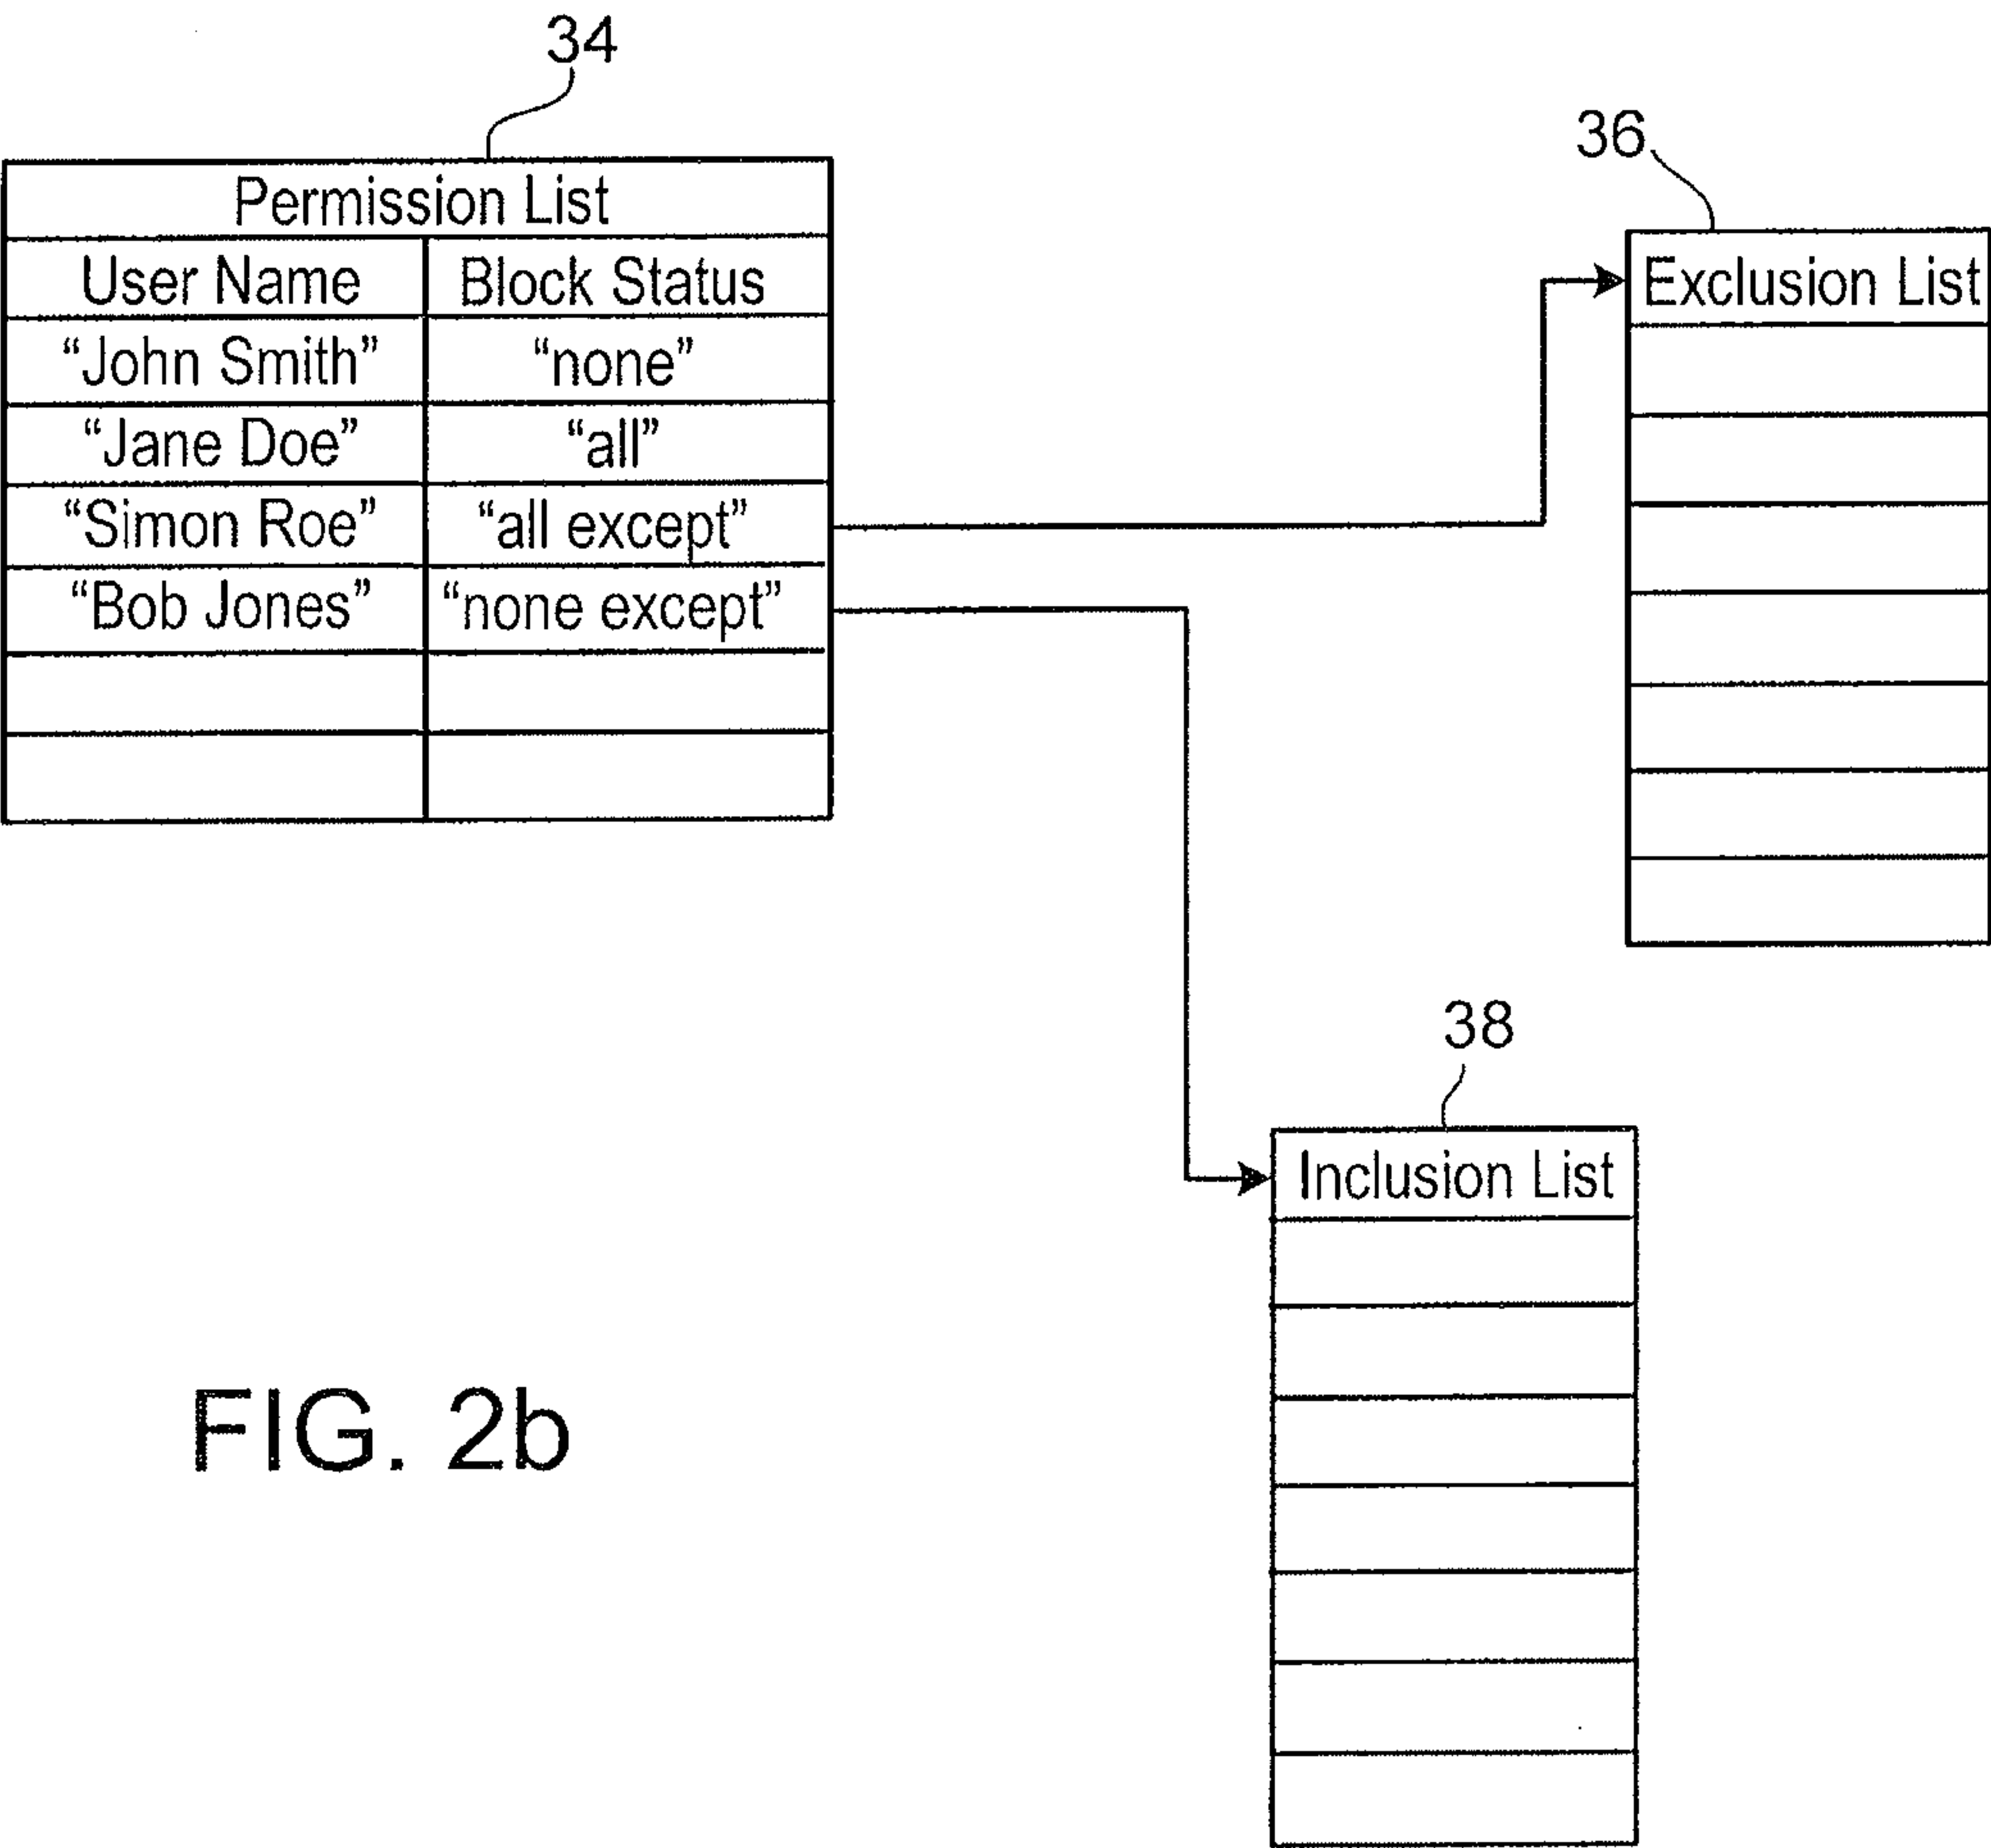 34
Permission List
User Name Block Status
“John Smith” “none”
“Jane Doe” “all”
“Simon Roe” “all except”
“Bob Jones” “none except”
36
Exclusion List
38
Inclusion List
FIG. 2b